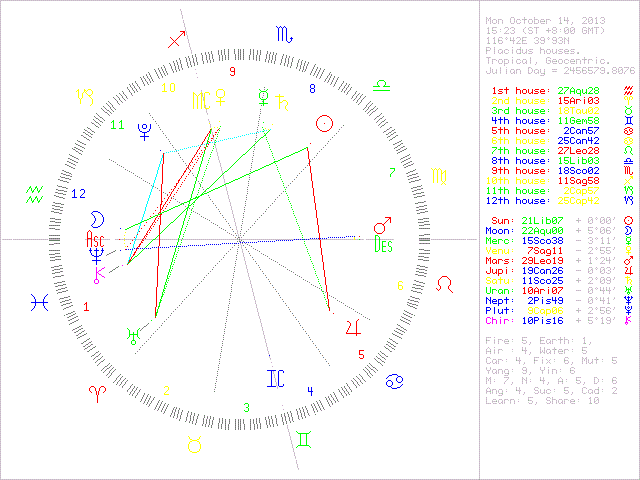 Mon October 14, 2013
15:23 (ST +8:00 GMT)
116°42E 39°93N
Placidus houses.
Tropical, Geocentric.
Julian Day = 2456579.8076
1st house: 27Aqu28
2nd house: 15Ari03
3rd house: 18Tau02
4th house: 11Gem58
5th house: 2Can57
6th house: 25Can42
7th house: 27Leo28
8th house: 15Lib03
9th house: 18Sco02
10th house: 11Sag58
11th house: 2Cap57
12th house: 25Cap42
Sun: 21Lib07 + 0°00'
Moon: 22Aqu00 + 5°06'
Merc: 15Sco38 - 3°11'
Venu: 7Sag11 - 2°55'
Mars: 29Leo19 + 1°24'
Jupi: 19Can26 - 0°03'
Satu: 11Sco25 + 2°09'
Uran: 10Ari07 - 0°44'
Nept: 2Pis49 - 0°41'
Plut: 9Cap08 + 2°56'
Chir: 10Pis16 + 5°19'
Fire: 5, Earth: 1,
Air : 4, Water: 5
Car: 4, Fix: 6, Mut: 5
Yang: 9, Yin: 6
M: 7, N: 4, A: 5, D: 6
Ang: 4, Suc: 5, Cad: 2
Learn: 5, Share: 10
9
10
MC
8
11
7
12
Asc
Des
1
6
5
2
IC
4
3